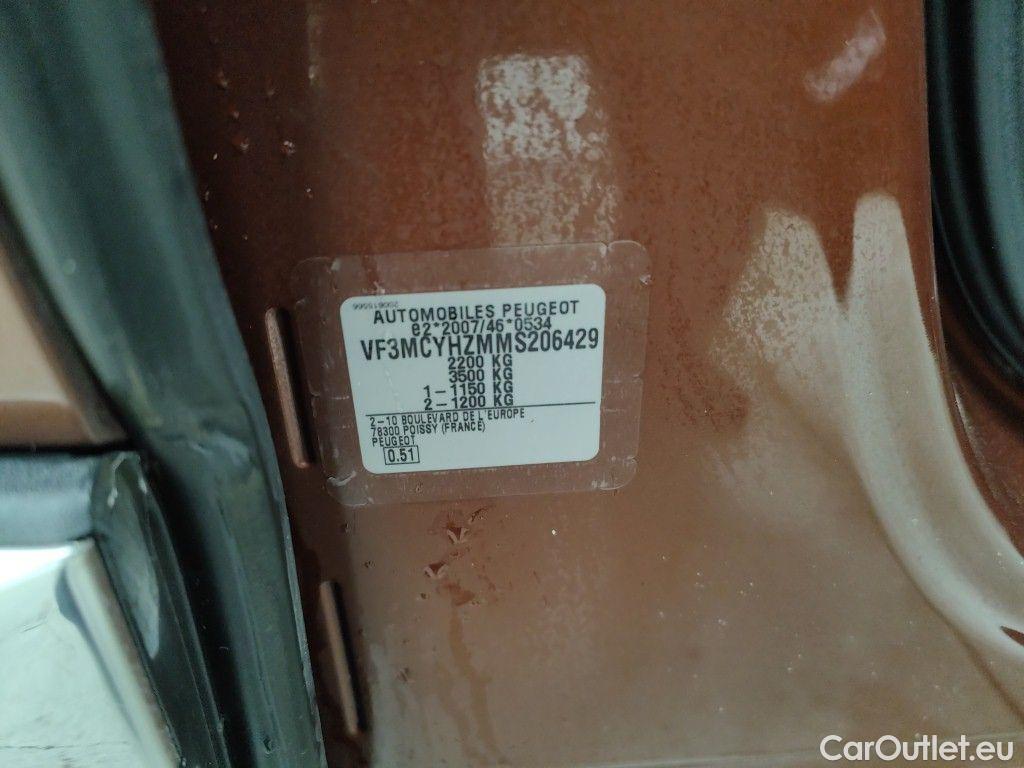 200615566
AUTOMOBILES PEUGEOT
e2*2007/46*0534
VF3MCYHZMMS206429
2200 KG
3500 KG
1-1150 KG
2-1200 KG
2-10 BOULEVARD DE L'EUROPE
78300 POISSY (FRANCE)
PEUGEOT
0.51
CarOutlet.eu